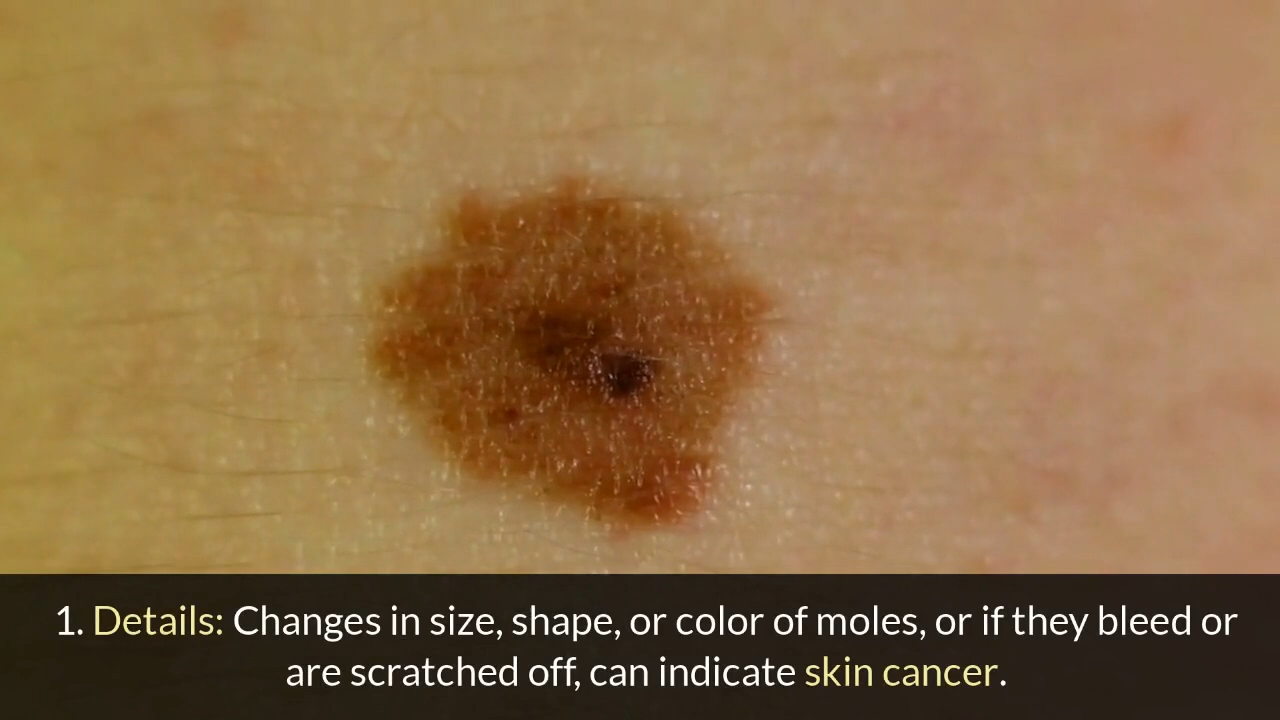 1. Details: Changes in size, shape, or color of moles, or if they bleed or
are scratched off, can indicate skin cancer.